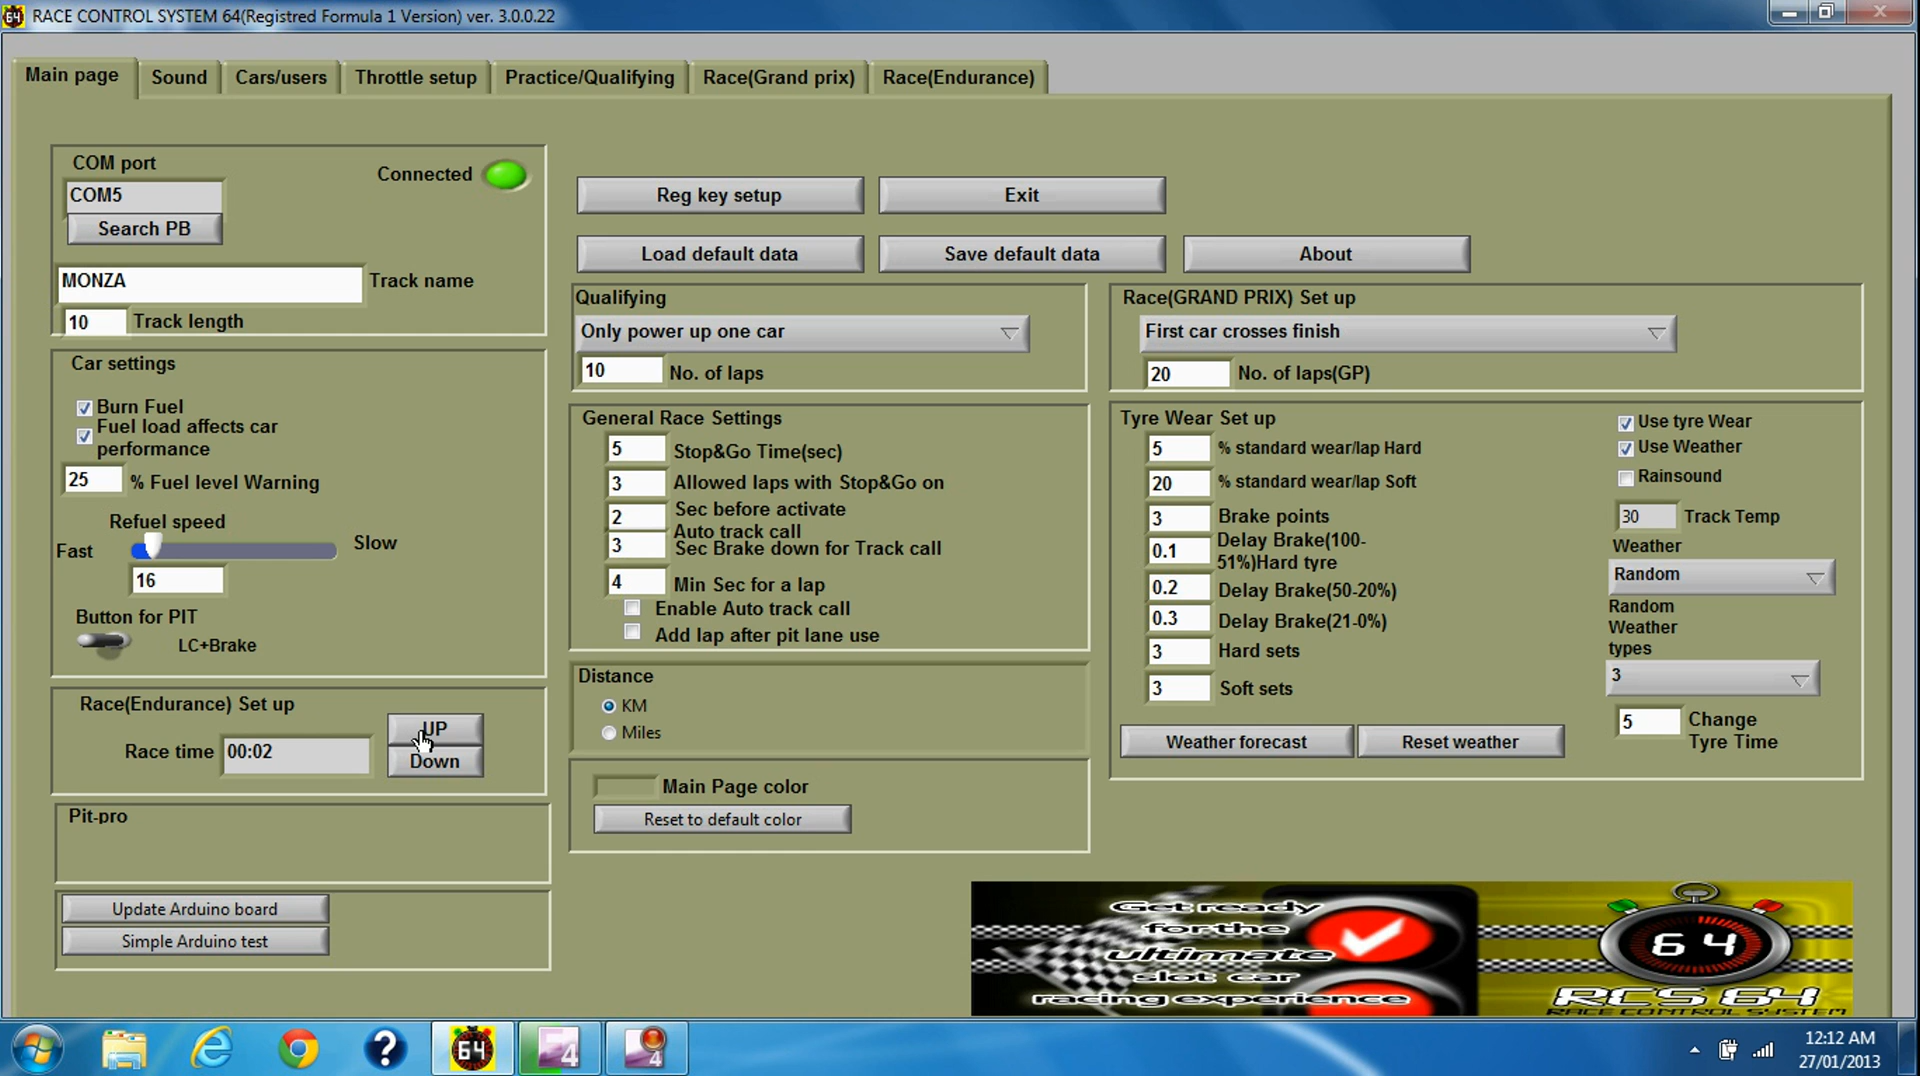 64 RACE CONTROL SYSTEM 64(Registred Formula 1 Version) ver. 3.0.0.22
Main page Sound Cars/users Throttle setup Practice/Qualifying Race(Grand prix) Race(Endurance)
COM port
Connected
COM5
Search PB
MONZA Track name
10 Track length
Reg key setup Exit
Load default data Save default data About
Qualifying
Only power up one car
10 No. of laps
Race(GRAND PRIX) Set up
First car crosses finish
20 No. of laps(GP)
Car settings
Burn Fuel
Fuel load affects car
performance
25 % Fuel level Warning
Refuel speed
Fast Slow
16
Button for PIT
LC+Brake
General Race Settings
5 Stop&Go Time(sec)
3 Allowed laps with Stop&Go on
2 Sec before activate
Auto track call
3 Sec Brake down for Track call
4 Min Sec for a lap
Enable Auto track call
Add lap after pit lane use
Tyre Wear Set up
5 % standard wear/lap Hard
20 % standard wear/lap Soft
3 Brake points
0.1 Delay Brake(100-
51%)Hard tyre
0.2 Delay Brake(50-20%)
0.3 Delay Brake(21-0%)
3 Hard sets
3 Soft sets
Weather forecast Reset weather
Use tyre Wear
Use Weather
Rainsound
30 Track Temp
Weather
Random
Random
Weather
types
3
5 Change
Tyre Time
Race(Endurance) Set up
Race time 00:02
UP
Down
Distance
KM
Miles
Main Page color
Reset to default color
Pit-pro
Update Arduino board
Simple Arduino test
Get ready
for the
ultimate
slot car
racing experience
64
RCS 64
RACE CONTROL SYSTEM
64
4
4
?
12:12 AM
27/01/2013